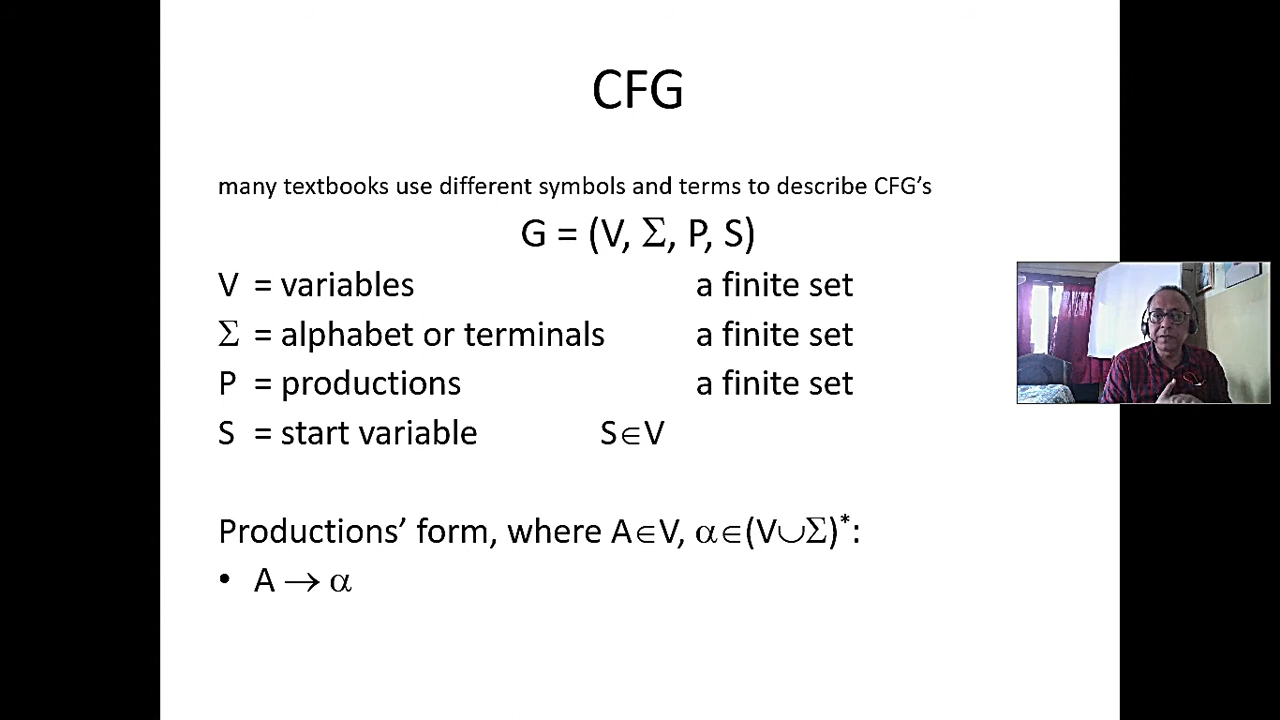 CFG
many textbooks use different symbols and terms to describe CFG’s
G = (V, Σ, P, S)
V = variables a finite set
Σ = alphabet or terminals a finite set
P = productions a finite set
S = start variable S∈V
Productions’ form, where A∈V, α∈(V∪Σ)*:
• A → α